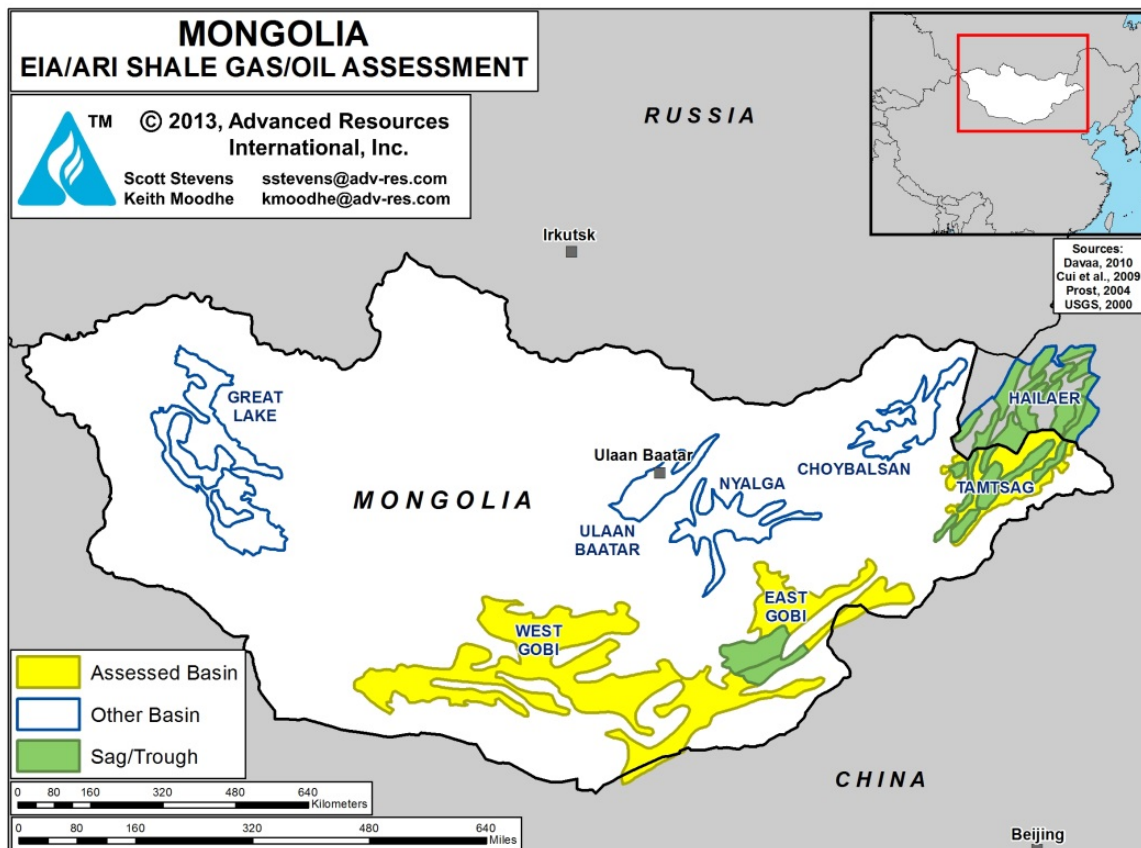 MONGOLIA
EIA/ARI SHALE GAS/OIL ASSESSMENT
TM
© 2013, Advanced Resources
International, Inc.
Scott Stevens sstevens@adv-res.com
Keith Moodhe kmoodhe@adv-res.com
RUSSIA
Irkutsk
Sources:
Davaa, 2010
Cui et al., 2009
Prost, 2004
USGS, 2000
GREAT
LAKE
HAILAER
Ulaan Baatar
CHOYBALSAN
MONGOLIA
NYALGA
TAMTSAG
ULAAN
BAATAR
EAST
GOBI
WEST
GOBI
Assessed Basin
Other Basin
Sag/Trough
CHINA
0 80 160 320 480 640
Kilometers
0 80 160 320 480 640
Miles
Beijing